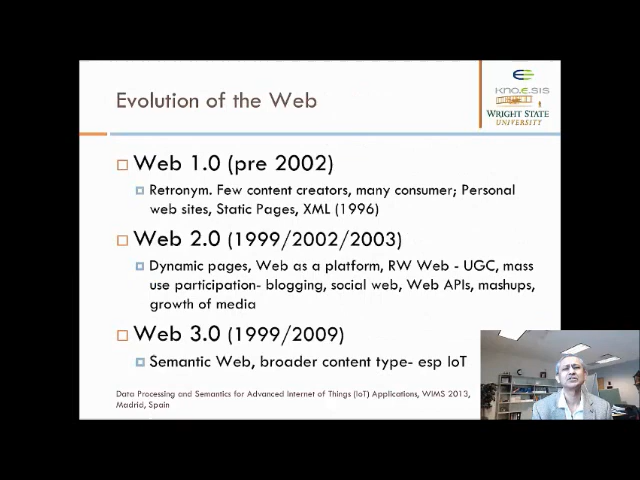 Evolution of the Web
KNO.E.SIS
WRIGHT STATE
UNIVERSITY
Web 1.0 (pre 2002)
Retronym. Few content creators, many consumer; Personal
web sites, Static Pages, XML (1996)
Web 2.0 (1999/2002/2003)
Dynamic pages, Web as a platform, RW Web - UGC, mass
use participation- blogging, social web, Web APIs, mashups,
growth of media
Web 3.0 (1999/2009)
Semantic Web, broader content type- esp IoT
Data Processing and Semantics for Advanced Internet of Things (IoT) Applications, WIMS 2013,
Madrid, Spain